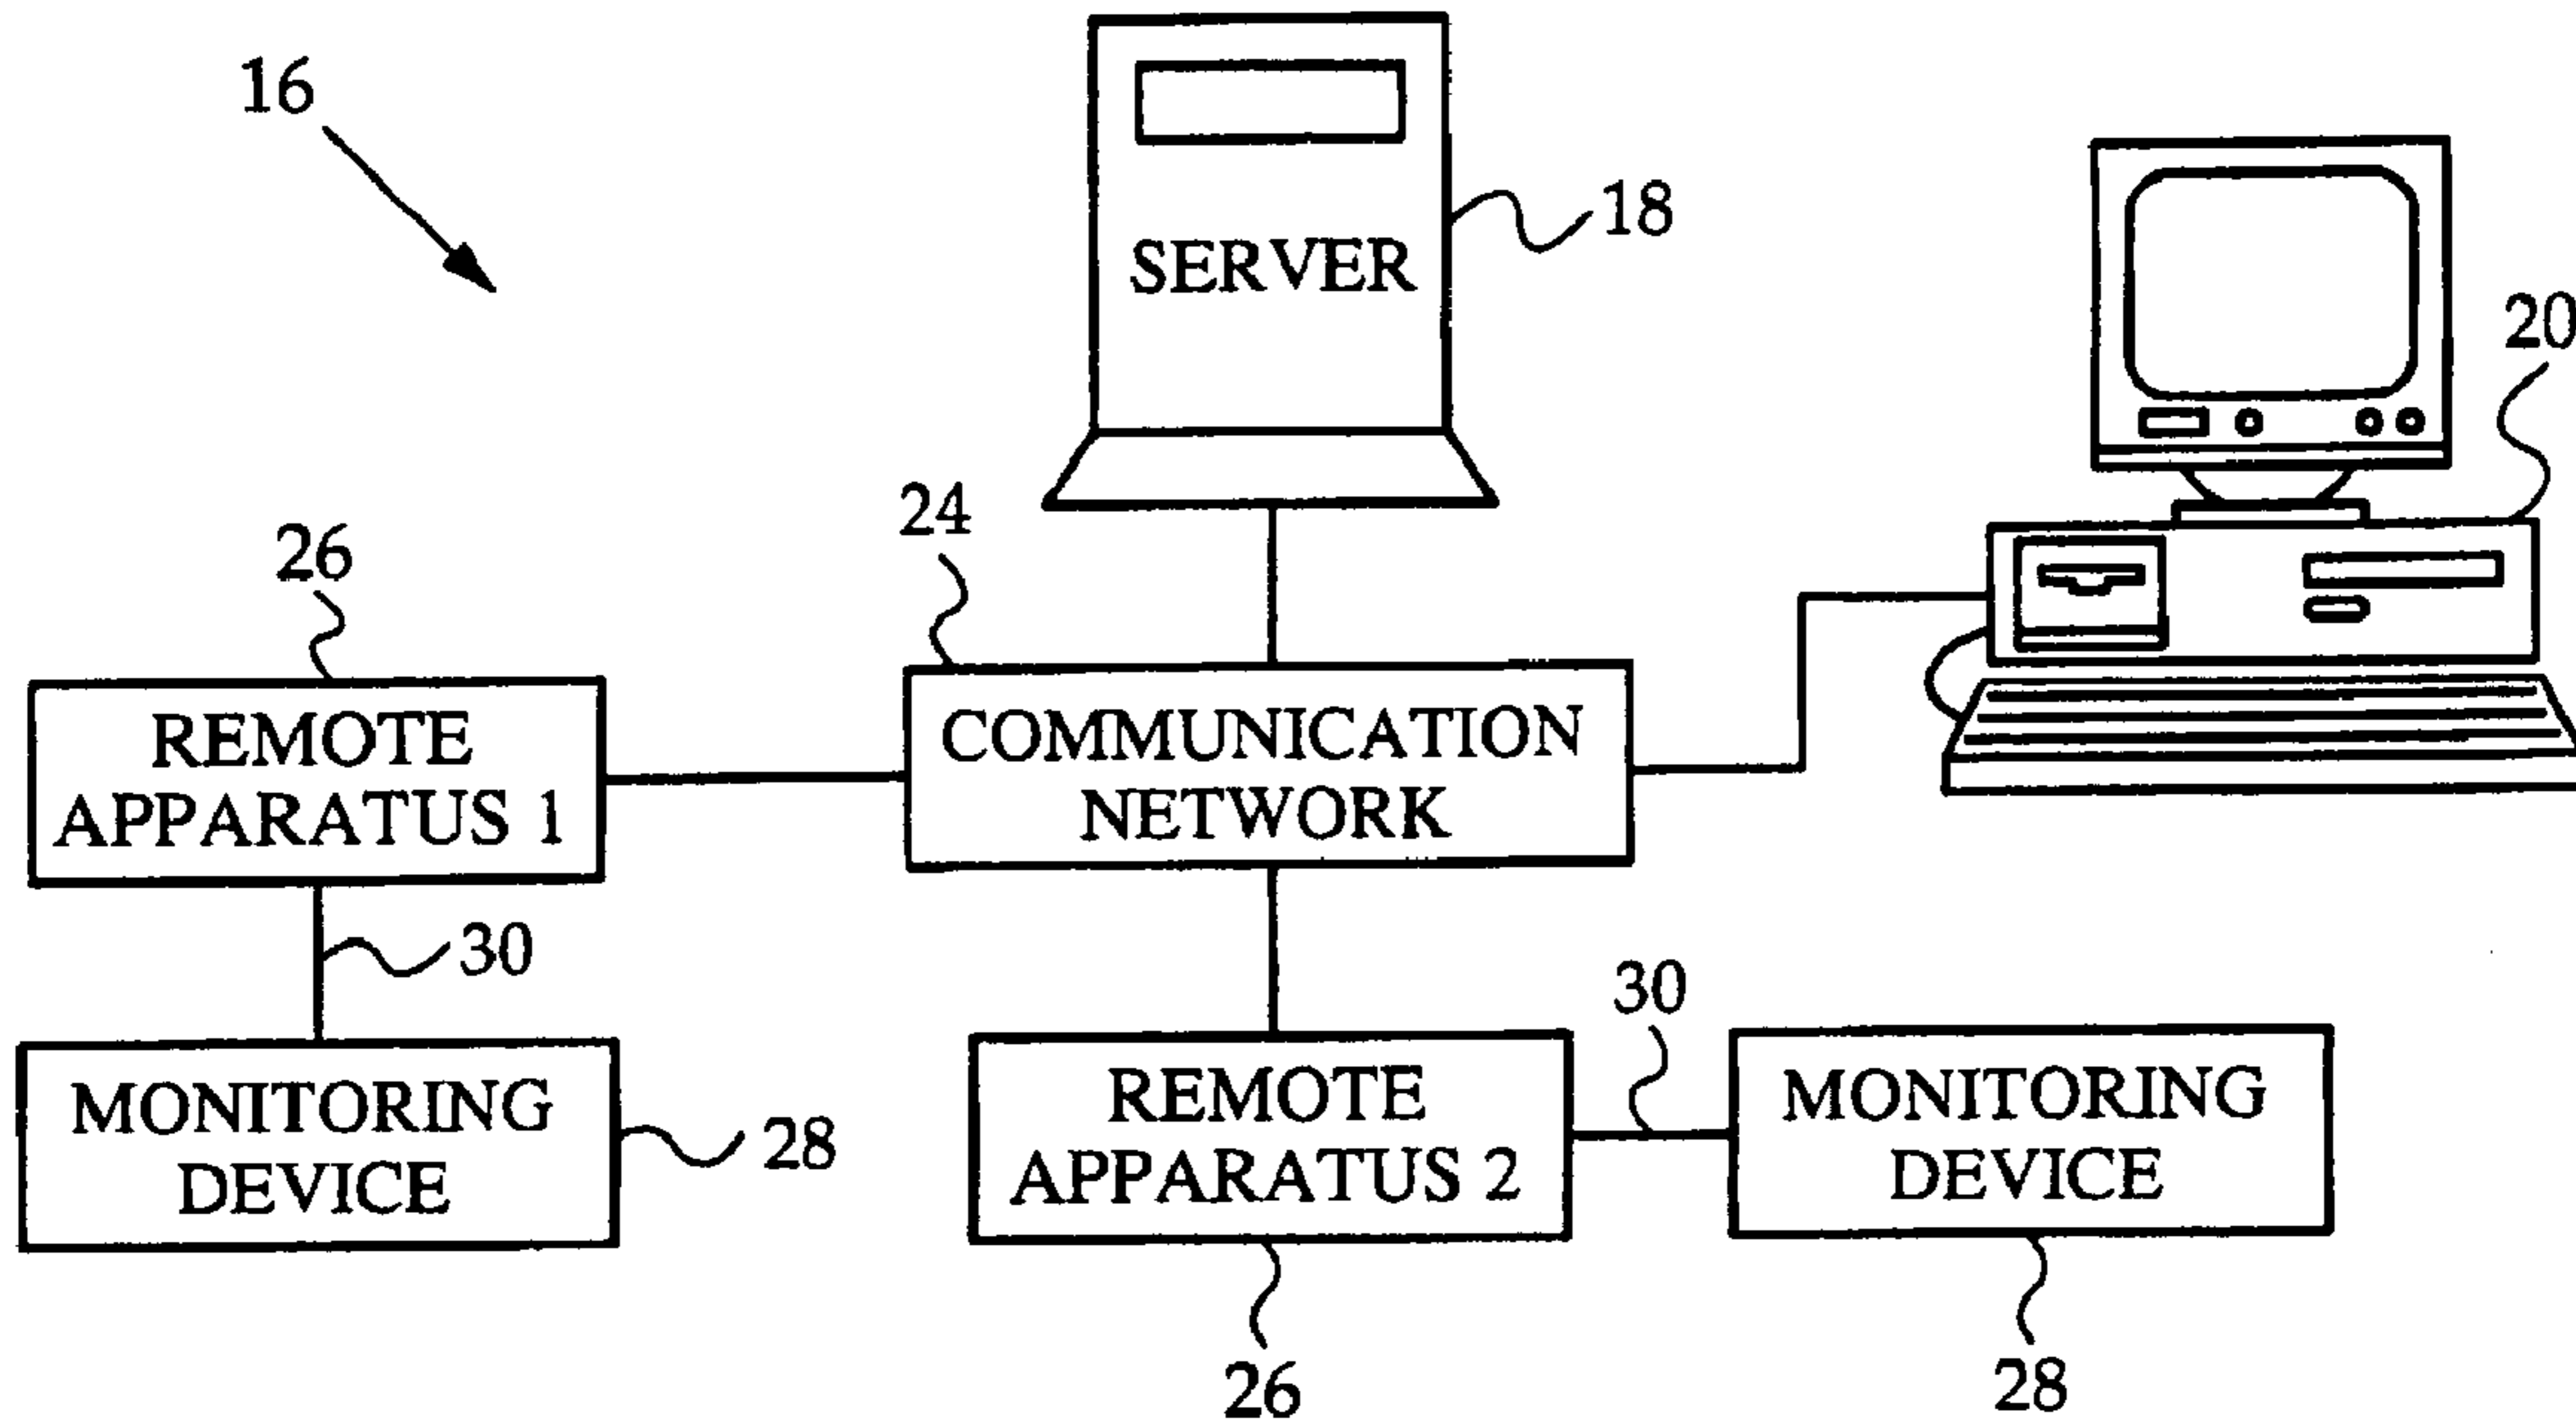 16
SERVER
18
20
24
26
REMOTE
APPARATUS 1
COMMUNICATION
NETWORK
30
30
MONITORING
DEVICE
28
REMOTE
APPARATUS 2
MONITORING
DEVICE
26
28